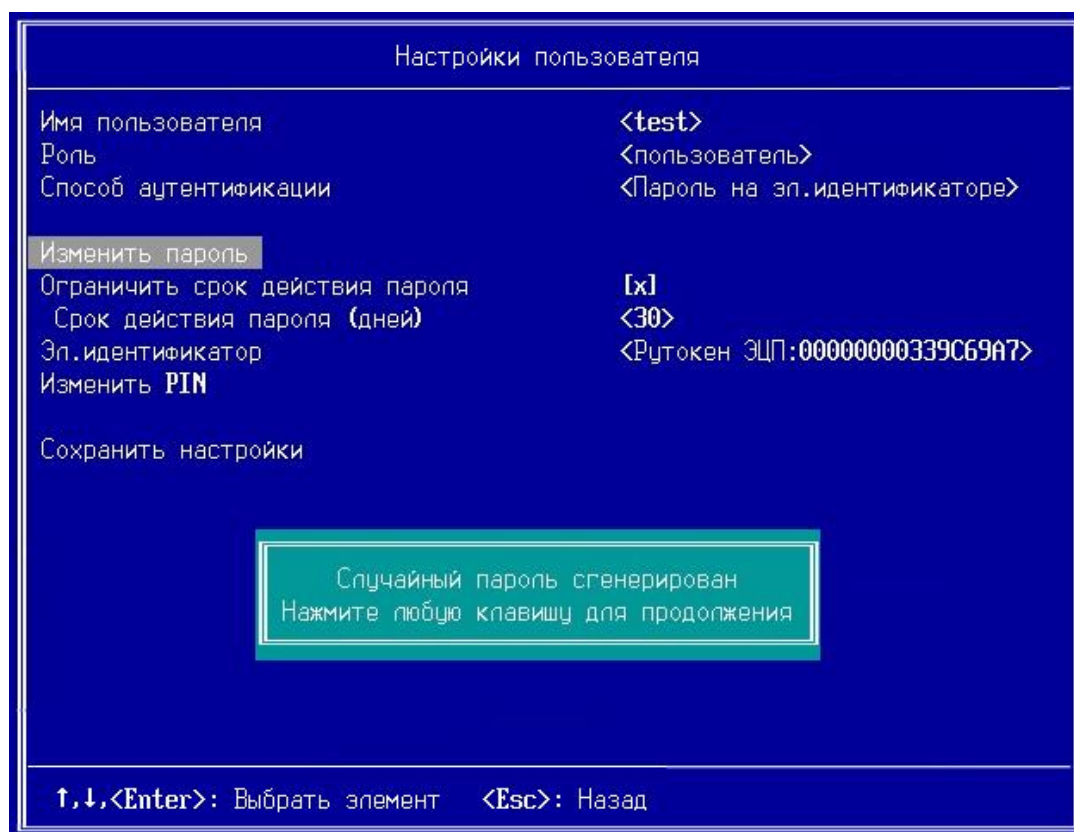 Настройки пользователя
Имя пользователя <test>
Роль <пользователь>
Способ аутентификации <Пароль на эл.идентификаторе>
Изменить пароль
Ограничить срок действия пароля [x]
Срок действия пароля (дней) <30>
Эл.идентификатор <Рутокен ЭЦП:00000000339C69A7>
Изменить PIN
Сохранить настройки
Случайный пароль сгенерирован
Нажмите любую клавишу для продолжения
↑,↓,<Enter>: Выбрать элемент <Esc>: Назад